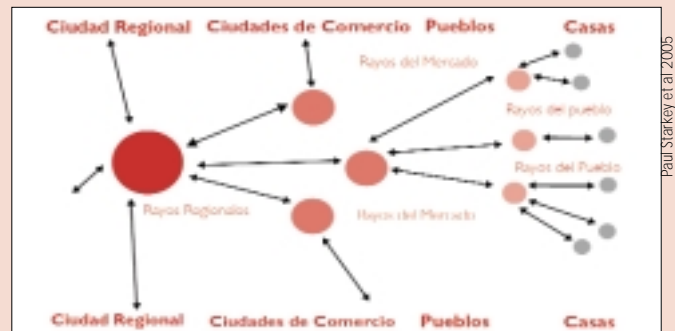 Ciudad Regional Ciudades de Comercio Pueblos Casas
Rayos del Mercado
Rayos del pueblo
Rayos del Pueblo
Rayos Regionales
Rayos del Mercado
Ciudad Regional Ciudades de Comercio Pueblos Casas
Paul Starkey et al 2005